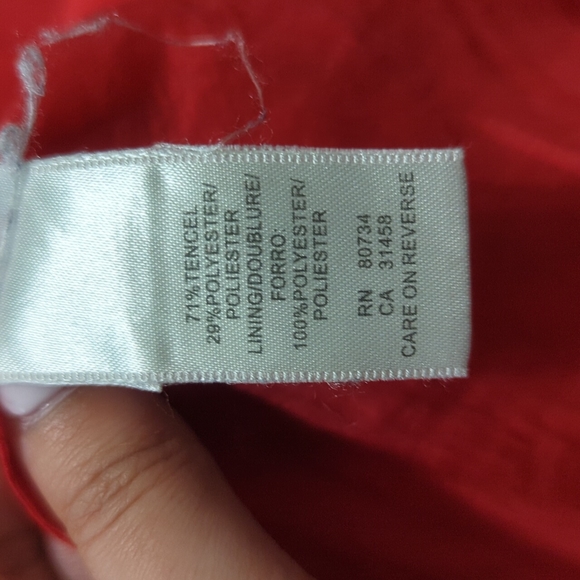 71%TENCEL
29%POLYESTER/
POLIESTER
LINING/DOUBLURE/
FORRO:
100%POLYESTER/
POLIESTER
RN 80734
CA 31458
CARE ON REVERSE